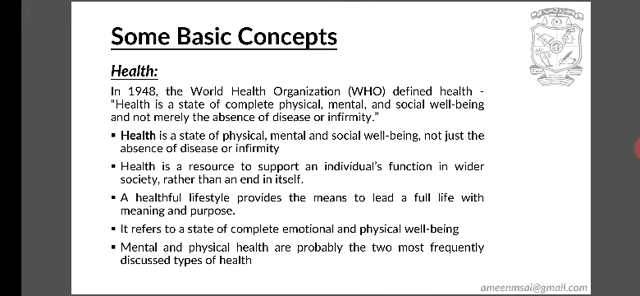 Some Basic Concepts
Health:
In 1948, the World Health Organization (WHO) defined health -
“Health is a state of complete physical, mental, and social well-being
and not merely the absence of disease or infirmity.”
▪ Health is a state of physical, mental and social well-being, not just the
absence of disease or infirmity
▪ Health is a resource to support an individual’s function in wider
society, rather than an end in itself.
▪ A healthful lifestyle provides the means to lead a full life with
meaning and purpose.
▪ It refers to a state of complete emotional and physical well-being
▪ Mental and physical health are probably the two most frequently
discussed types of health
ameenmsai@gmail.com